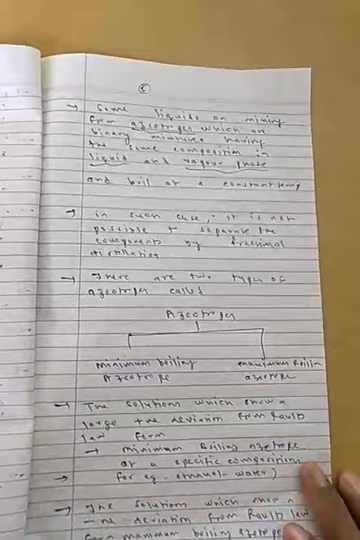 → Some liquids on mixing
form azeotropes which are
binary mixtures having
the same composition in
liquid and vapour phase
and boil at a constant temp
→ in such case, it is not
possible to separate the
components by fractional
distillation
→ There are two types of
azeotropes called
Azeotropes
minimum boiling maximum boilin
Azeotrope azeotrope
→ The solutions which show a
large +ve deviation from Raoult
law form
→ minimum Boiling azeotrope
at a specific composition
→ for eg. ethanol - water)
→ The solutions which show a
-ve deviation from Raoults law
form maximum boiling azeotrope